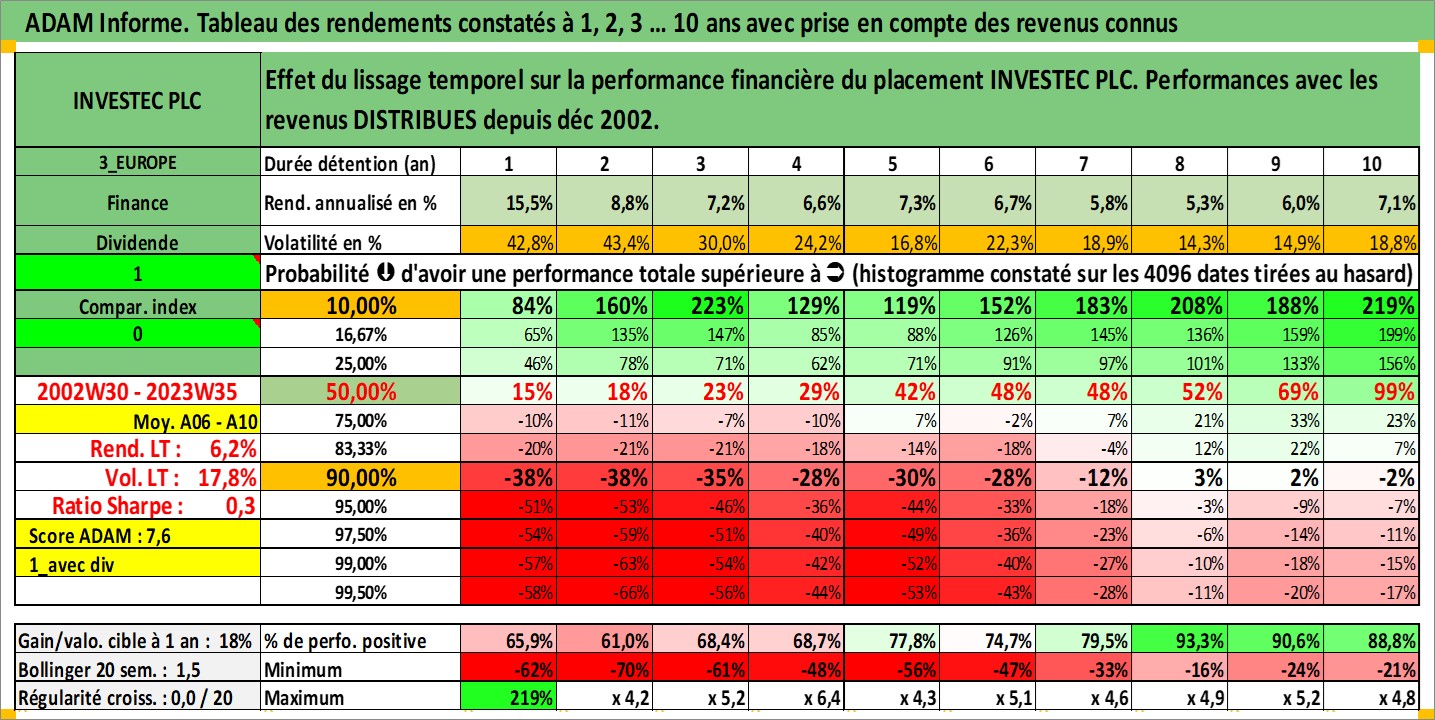 ADAM Informe. Tableau des rendements constatés à 1, 2, 3 ... 10 ans avec prise en compte des revenus connus
INVESTEC PLC
Effet du lissage temporel sur la performance financière du placement INVESTEC PLC. Performances avec les
revenus DISTRIBUES depuis déc 2002.
3_EUROPE Durée détention (an) 1 2 3 4 5 6 7 8 9 10
Finance Rend. annualisé en % 15,5% 8,8% 7,2% 6,6% 7,3% 6,7% 5,8% 5,3% 6,0% 7,1%
Dividende Volatilité en % 42,8% 43,4% 30,0% 24,2% 16,8% 22,3% 18,9% 14,3% 14,9% 18,8%
1 Probabilité ⬇ d'avoir une performance totale supérieure à ➲ (histogramme constaté sur les 4096 dates tirées au hasard)
Compar. index 10,00% 84% 160% 223% 129% 119% 152% 183% 208% 188% 219%
0 16,67% 65% 135% 147% 85% 88% 126% 145% 136% 159% 199%
25,00% 46% 78% 71% 62% 71% 91% 97% 101% 133% 156%
2002W30 - 2023W35 50,00% 15% 18% 23% 29% 42% 48% 48% 52% 69% 99%
Moy. A06 - A10 75,00% -10% -11% -7% -10% 7% -2% 7% 21% 33% 23%
Rend. LT : 6,2% 83,33% -20% -21% -21% -18% -14% -18% -4% 12% 22% 7%
Vol. LT : 17,8% 90,00% -38% -38% -35% -28% -30% -28% -12% 3% 2% -2%
Ratio Sharpe : 0,3 95,00% -51% -53% -46% -36% -44% -33% -18% -3% -9% -7%
Score ADAM : 7,6 97,50% -54% -59% -51% -40% -49% -36% -23% -6% -14% -11%
1_avec div 99,00% -57% -63% -54% -42% -52% -40% -27% -10% -18% -15%
99,50% -58% -66% -56% -44% -53% -43% -28% -11% -20% -17%
Gain/valo. cible à 1 an : 18% % de perfo. positive 65,9% 61,0% 68,4% 68,7% 77,8% 74,7% 79,5% 93,3% 90,6% 88,8%
Bollinger 20 sem. : 1,5 Minimum -62% -70% -61% -48% -56% -47% -33% -16% -24% -21%
Régularité croiss. : 0,0 / 20 Maximum 219% x 4,2 x 5,2 x 6,4 x 4,3 x 5,1 x 4,6 x 4,9 x 5,2 x 4,8